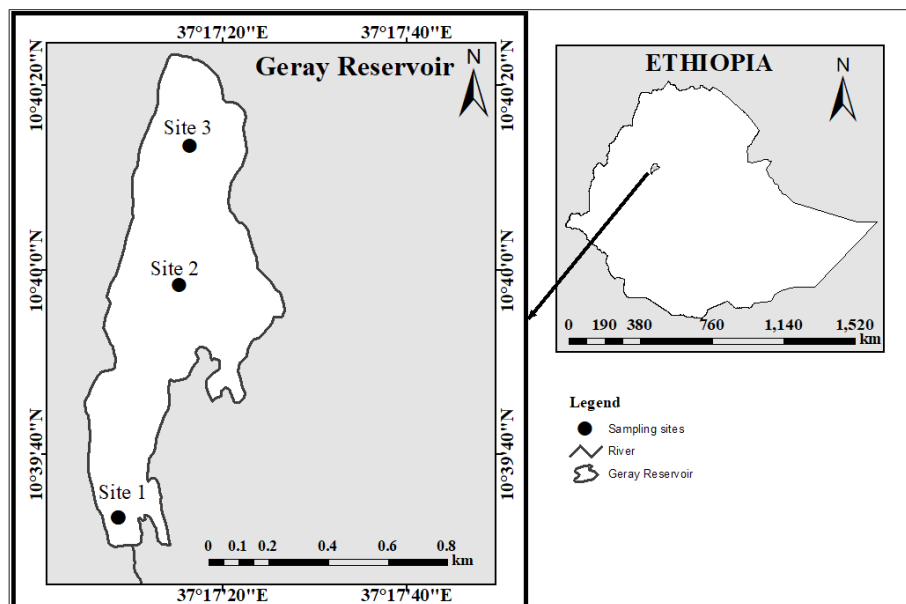 37°17'20"E 37°17'40"E
Geray Reservoir
N
10°40'20"N
10°40'20"N
Site 3
10°40'0"N
10°40'0"N
Site 2
10°39'40"N
10°39'40"N
Site 1
0 0.1 0.2 0.4 0.6 0.8
km
37°17'20"E 37°17'40"E
ETHIOPIA
N
0 190 380 760 1,140 1,520
km
Legend
Sampling sites
River
Geray Reservoir